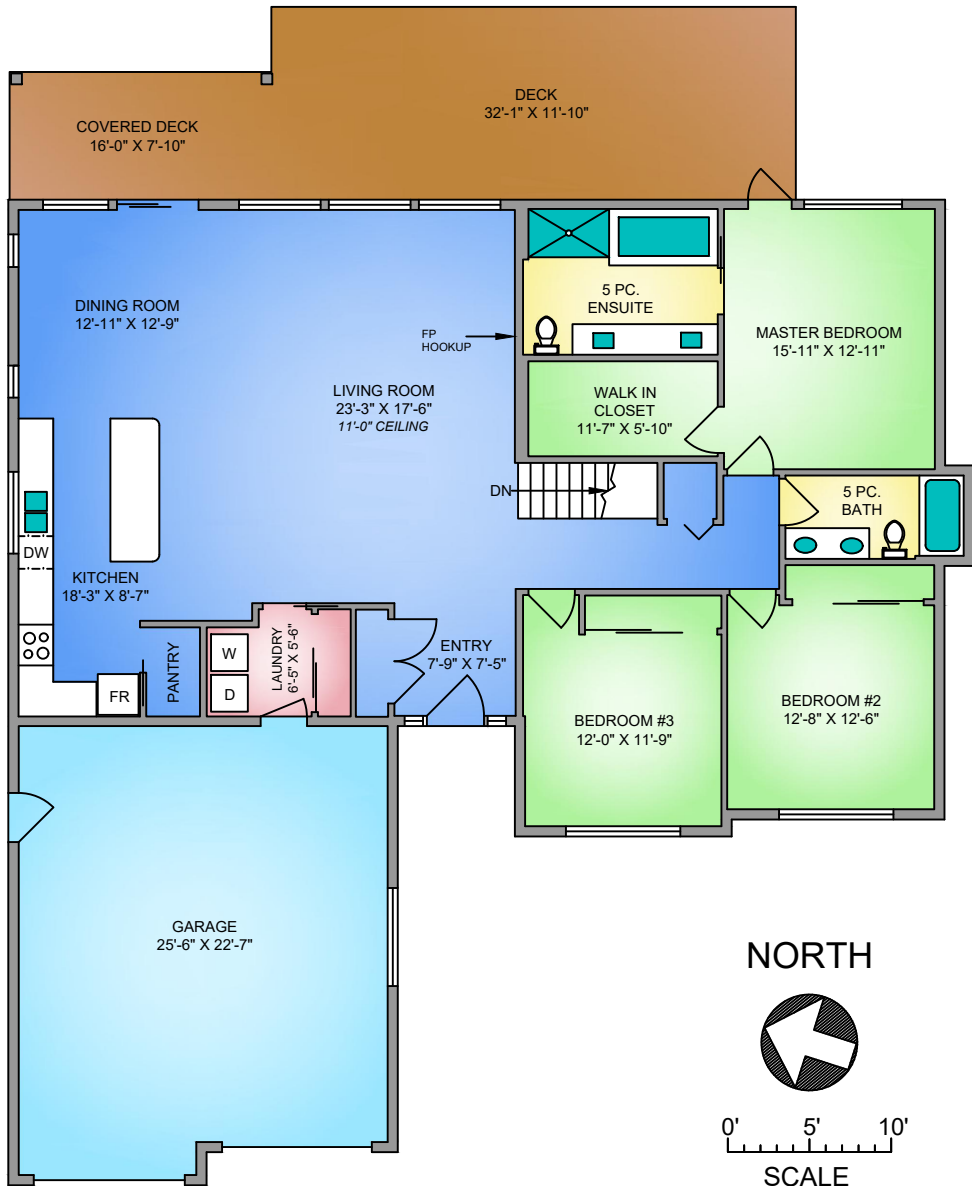 DECK
32'-1" X 11'-10"
COVERED DECK
16'-0" X 7'-10"
DINING ROOM
12'-11" X 12'-9"
5 PC.
ENSUITE
FP
HOOKUP
MASTER BEDROOM
15'-11" X 12'-11"
LIVING ROOM
23'-3" X 17'-6"
11'-0" CEILING
WALK IN
CLOSET
11'-7" X 5'-10"
DN
5 PC.
BATH
DW
KITCHEN
18'-3" X 8'-7"
PANTRY
W
D
LAUNDRY
6'-5" X 5'-6"
ENTRY
7'-9" X 7'-5"
FR
BEDROOM #3
12'-0" X 11'-9"
BEDROOM #2
12'-8" X 12'-6"
GARAGE
25'-6" X 22'-7"
NORTH
0' 5' 10'
SCALE